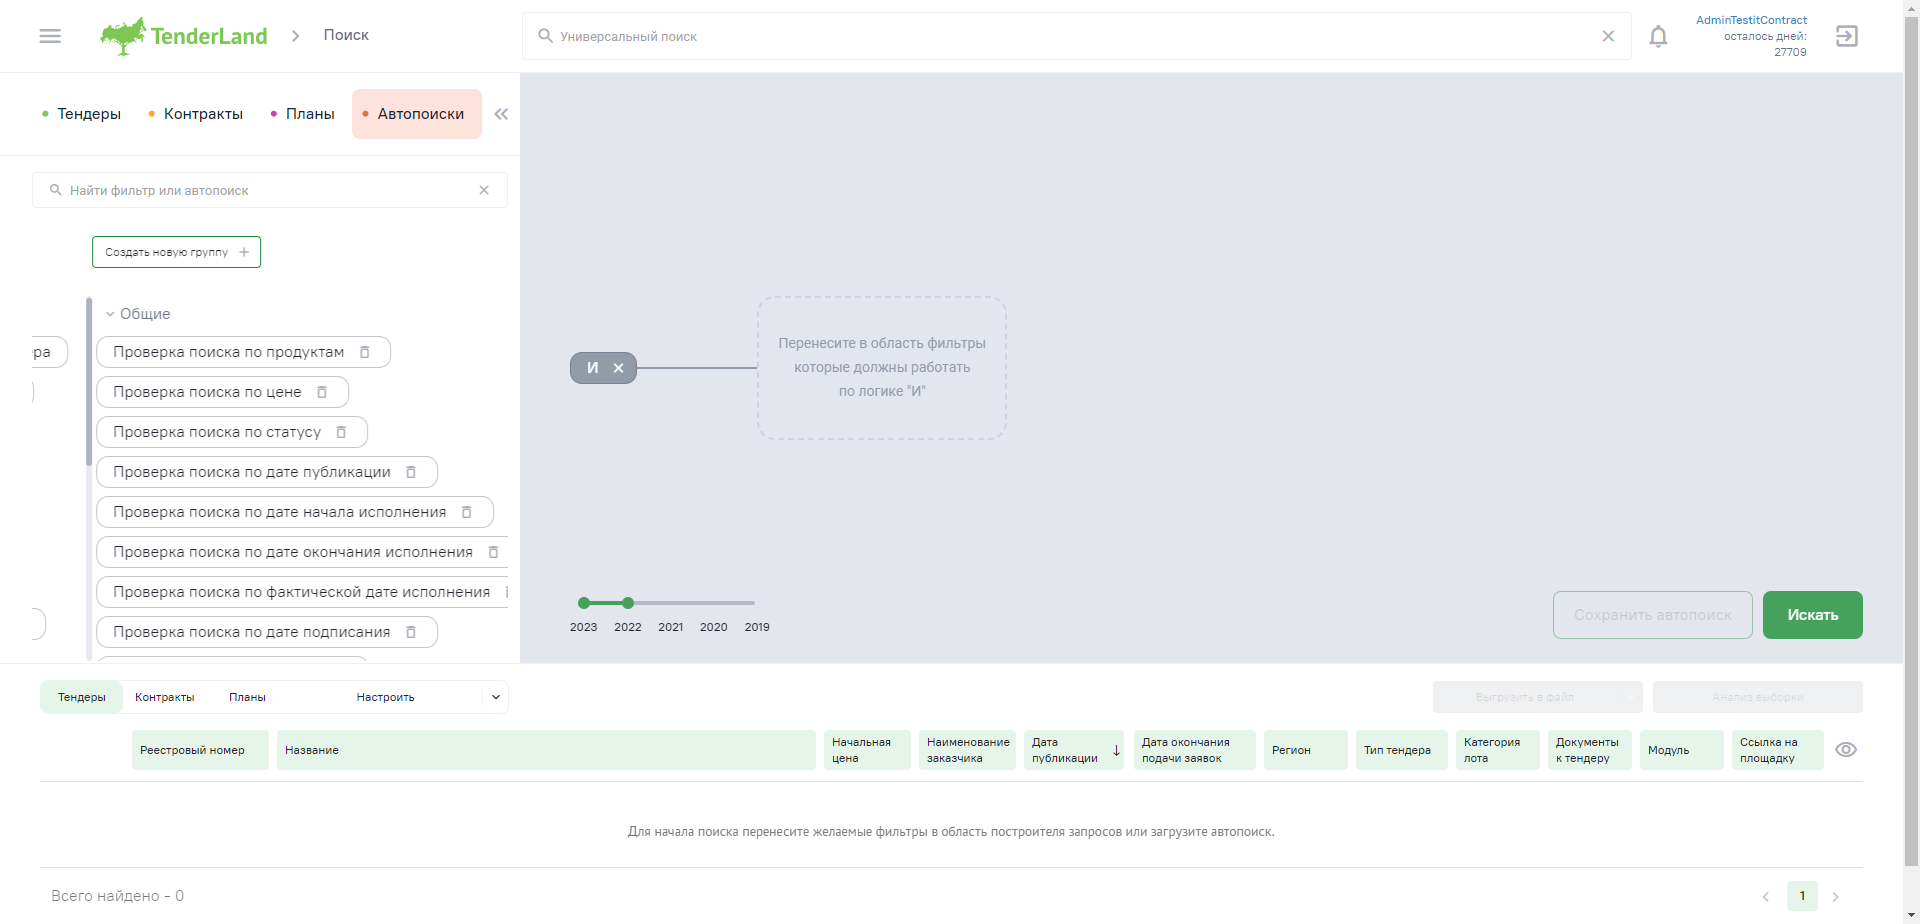 TenderLand
Поиск
Универсальный поиск
AdminTestitContract
осталось дней:
27709
Тендеры
Контракты
Планы
Автопоиски
Найти фильтр или автопоиск
Создать новую группу
Общие
ера
Проверка поиска по продуктам
Проверка поиска по цене
Проверка поиска по статусу
Проверка поиска по дате публикации
Проверка поиска по дате начала исполнения
Проверка поиска по дате окончания исполнения
Проверка поиска по фактической дате исполнения
Проверка поиска по дате подписания
И
Перенесите в область фильтры
которые должны работать
по логике "И"
2023 2022 2021 2020 2019
Сохранить автопоиск
Искать
Тендеры
Контракты
Планы
Настроить
Выгрузить в файл
Анализ выборки
Реестровый номер
Название
Начальная
цена
Наименование
заказчика
Дата
публикации
Дата окончания
подачи заявок
Регион
Тип тендера
Категория
лота
Документы
к тендеру
Модуль
Ссылка на
площадку
Для начала поиска перенесите желаемые фильтры в область построителя запросов или загрузите автопоиск.
Всего найдено - 0
1